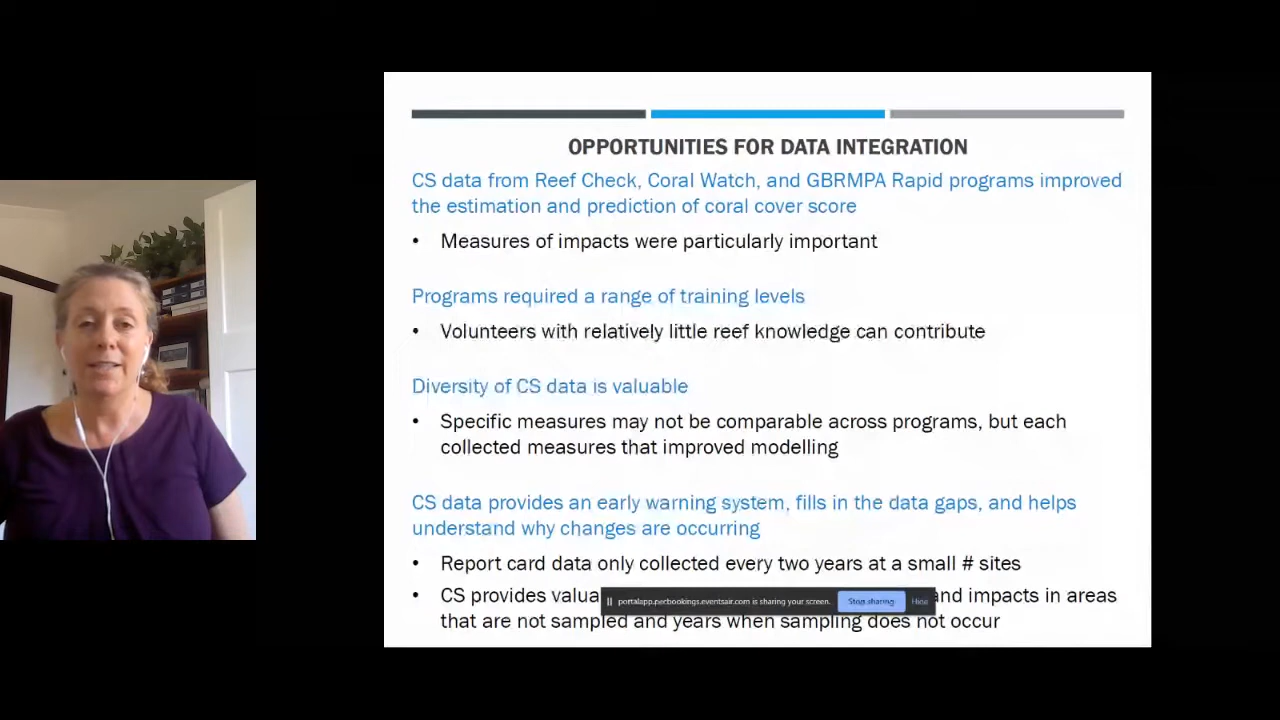 OPPORTUNITIES FOR DATA INTEGRATION
CS data from Reef Check, Coral Watch, and GBRMPA Rapid programs improved
the estimation and prediction of coral cover score
• Measures of impacts were particularly important
Programs required a range of training levels
• Volunteers with relatively little reef knowledge can contribute
Diversity of CS data is valuable
• Specific measures may not be comparable across programs, but each
collected measures that improved modelling
CS data provides an early warning system, fills in the data gaps, and helps
understand why changes are occurring
• Report card data only collected every two years at a small # sites
• CS provides valua and impacts in areas
portalapp.pecbookings.eventsair.com is sharing your screen. Stop sharing Hide
that are not sampled and years when sampling does not occur